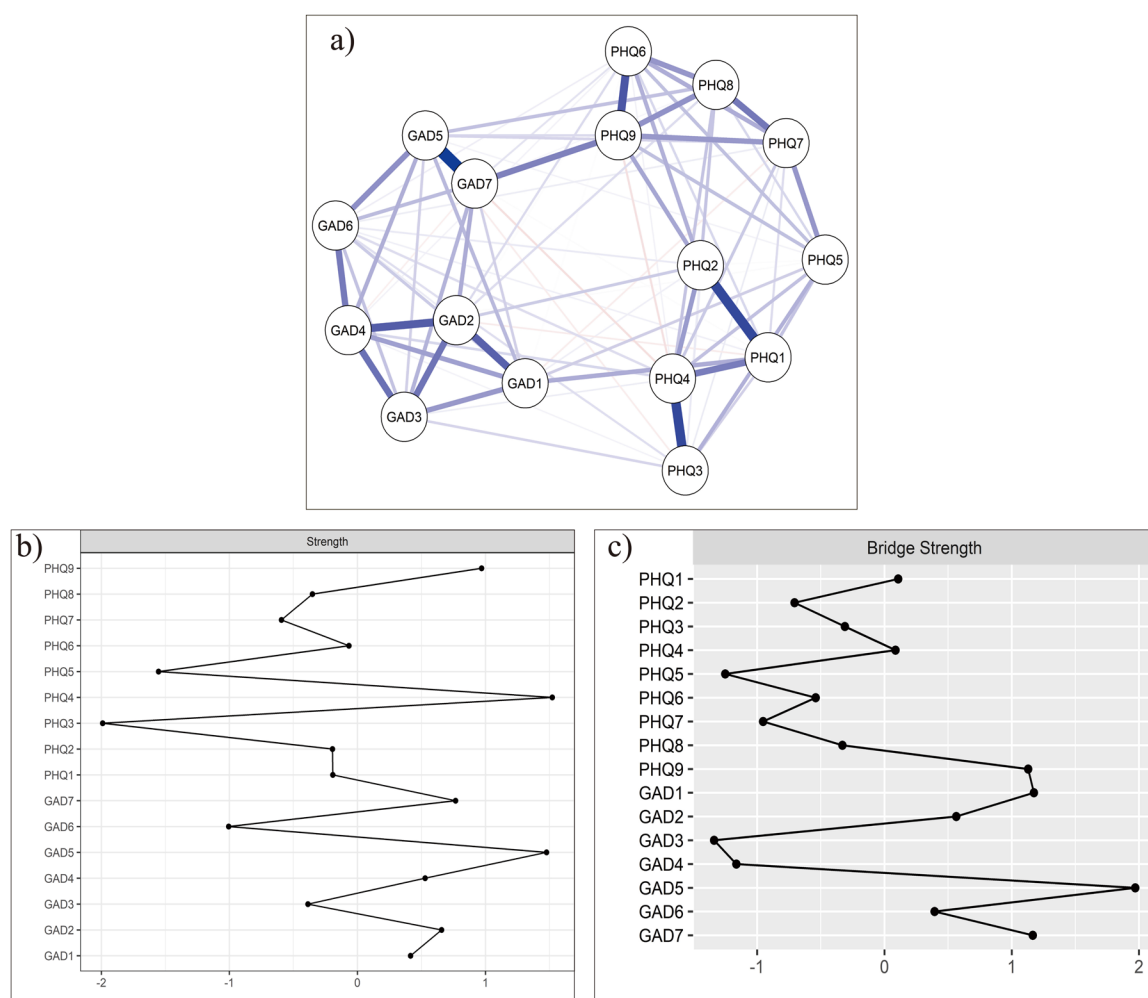 a)
PHQ6
PHQ8
GAD5
PHQ9
PHQ7
GAD7
GAD6
PHQ5
PHQ2
GAD2
GAD4
PHQ1
GAD1
PHQ4
GAD3
PHQ3
b)
Strength
PHQ9
PHQ8
PHQ7
PHQ6
PHQ5
PHQ4
PHQ3
PHQ2
PHQ1
GAD7
GAD6
GAD5
GAD4
GAD3
GAD2
GAD1
-2 -1 0 1
c)
Bridge Strength
PHQ1
PHQ2
PHQ3
PHQ4
PHQ5
PHQ6
PHQ7
PHQ8
PHQ9
GAD1
GAD2
GAD3
GAD4
GAD5
GAD6
GAD7
-1 0 1 2